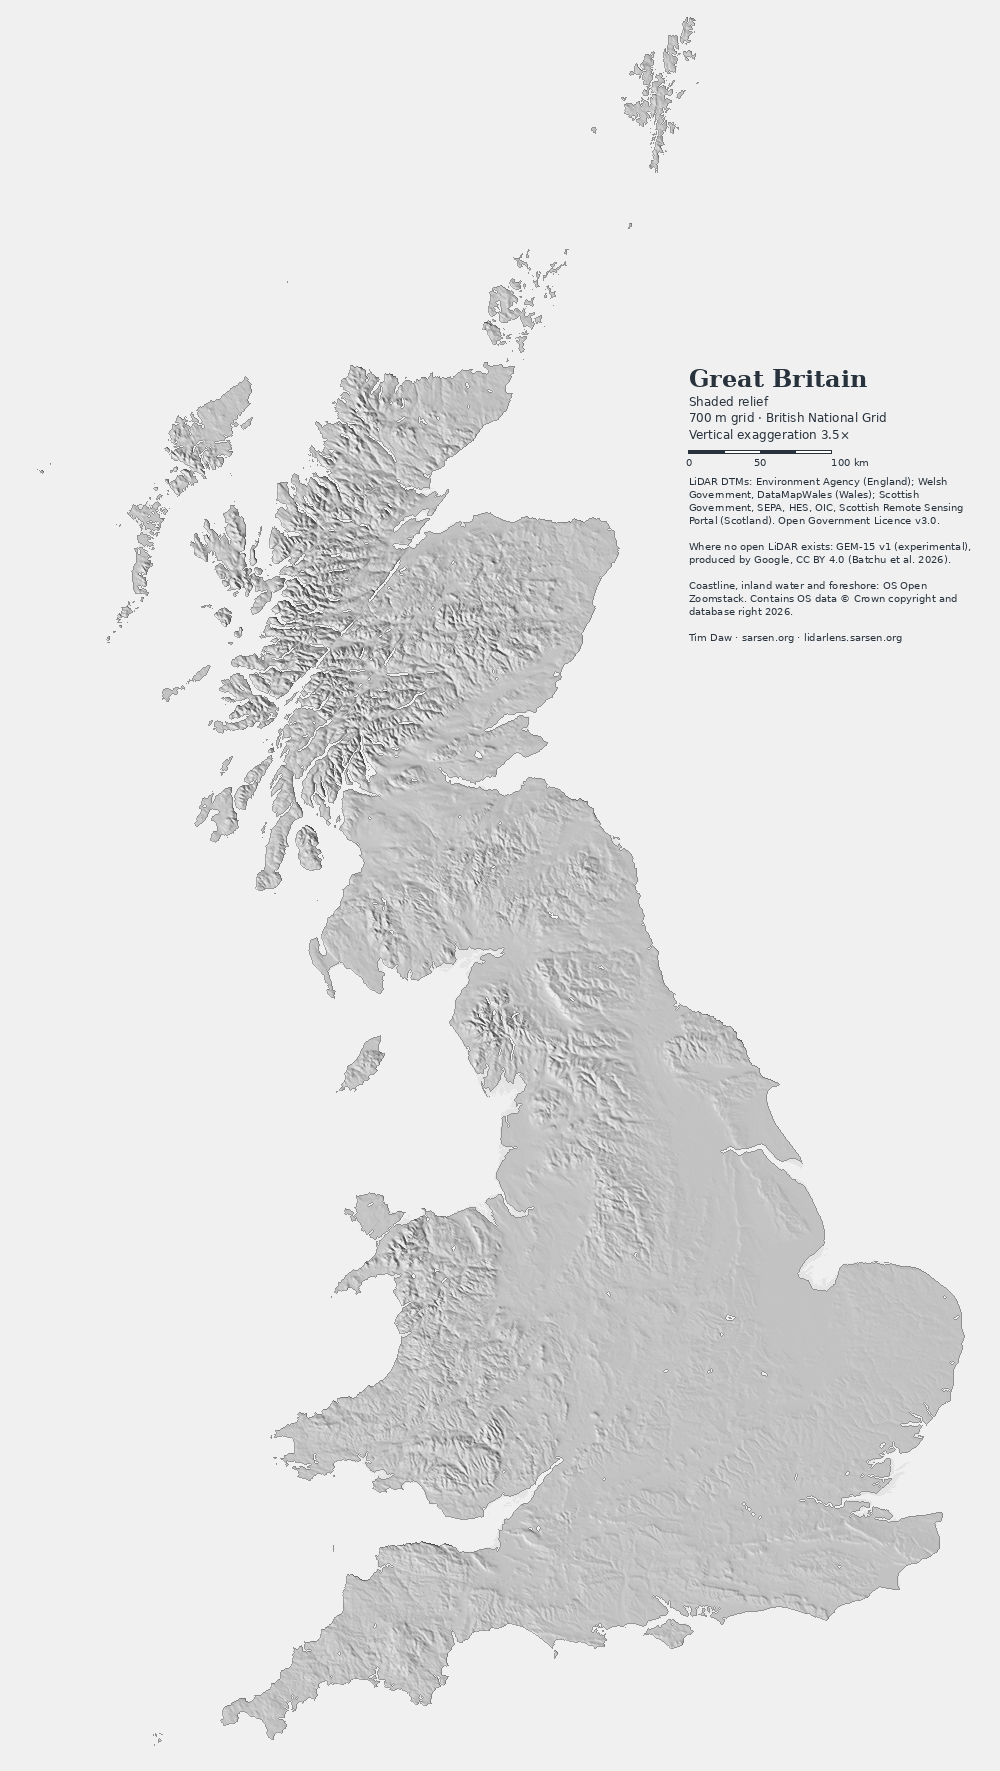 Great Britain
Shaded relief
700 m grid · British National Grid
Vertical exaggeration 3.5×
0 50 100 km
LiDAR DTMs: Environment Agency (England); Welsh
Government, DataMapWales (Wales); Scottish
Government, SEPA, HES, OIC, Scottish Remote Sensing
Portal (Scotland). Open Government Licence v3.0.
Where no open LiDAR exists: GEM-15 v1 (experimental),
produced by Google, CC BY 4.0 (Batchu et al. 2026).
Coastline, inland water and foreshore: OS Open
Zoomstack. Contains OS data © Crown copyright and
database right 2026.
Tim Daw · sarsen.org · lidarlens.sarsen.org